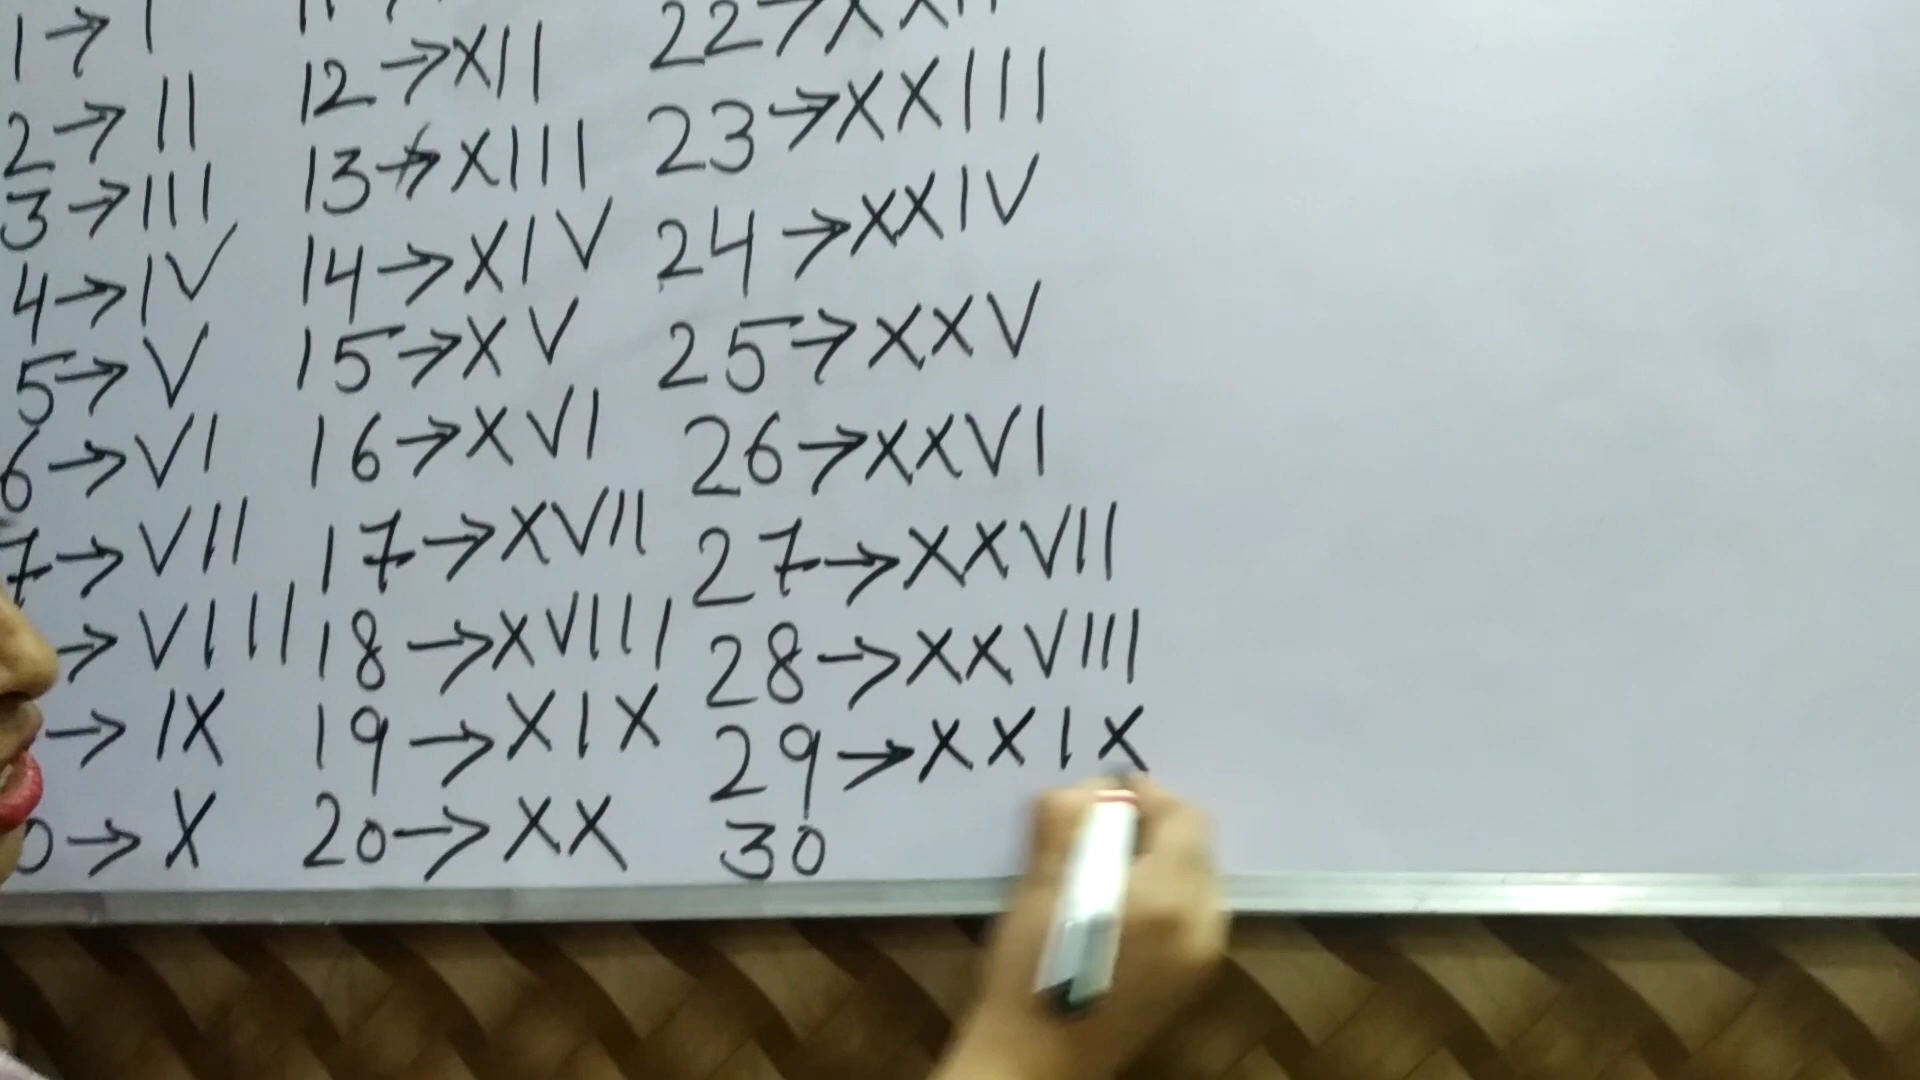 1→I
2→II
3→III
4→IV
5→V
6→VI
7→VII
→VIII
→IX
0→X
12→XII
13→XIII
14→XIV
15→XV
16→XVI
17→XVII
18→XVIII
19→XIX
20→XX
22→XXII
23→XXIII
24→XXIV
25→XXV
26→XXVI
27→XXVII
28→XXVIII
29→XXIX
30